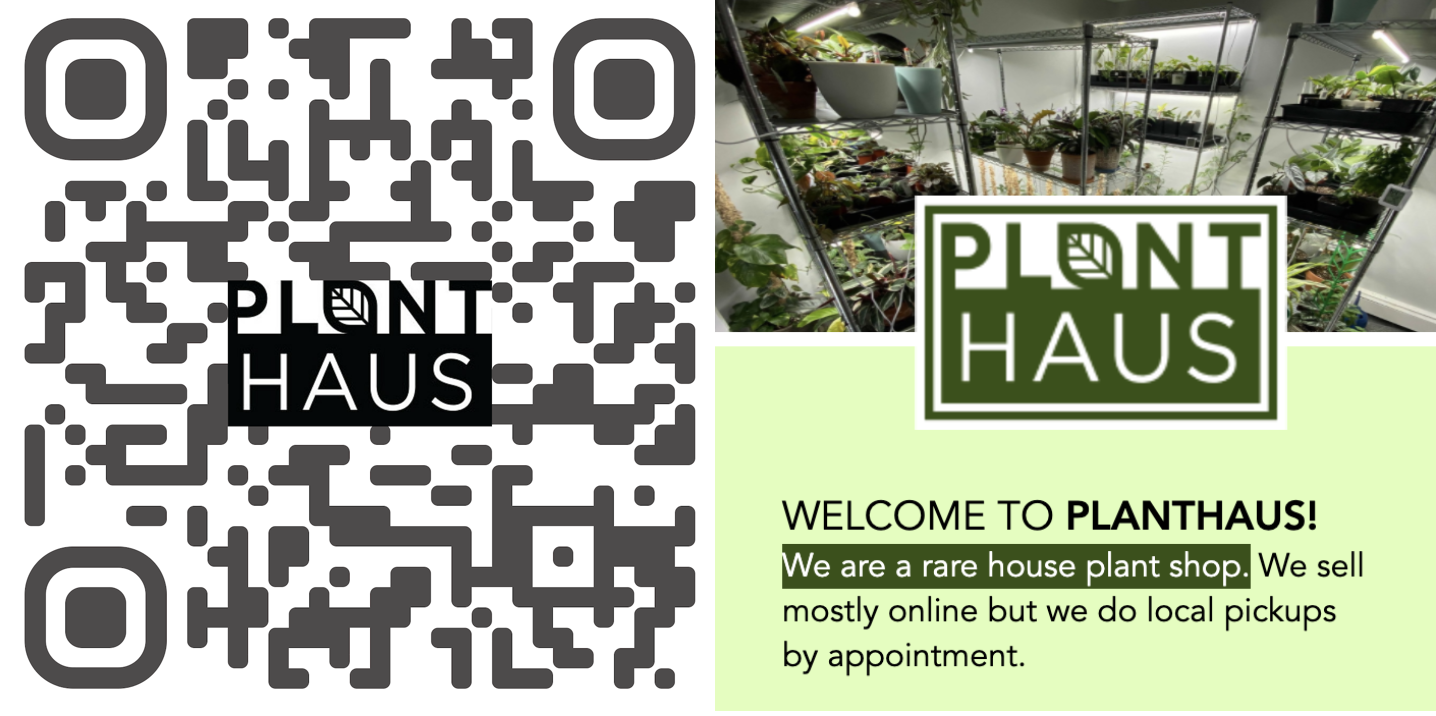 PLANT
HAUS
PLANT
HAUS
WELCOME TO PLANTHAUS!
We are a rare house plant shop. We sell
mostly online but we do local pickups
by appointment.